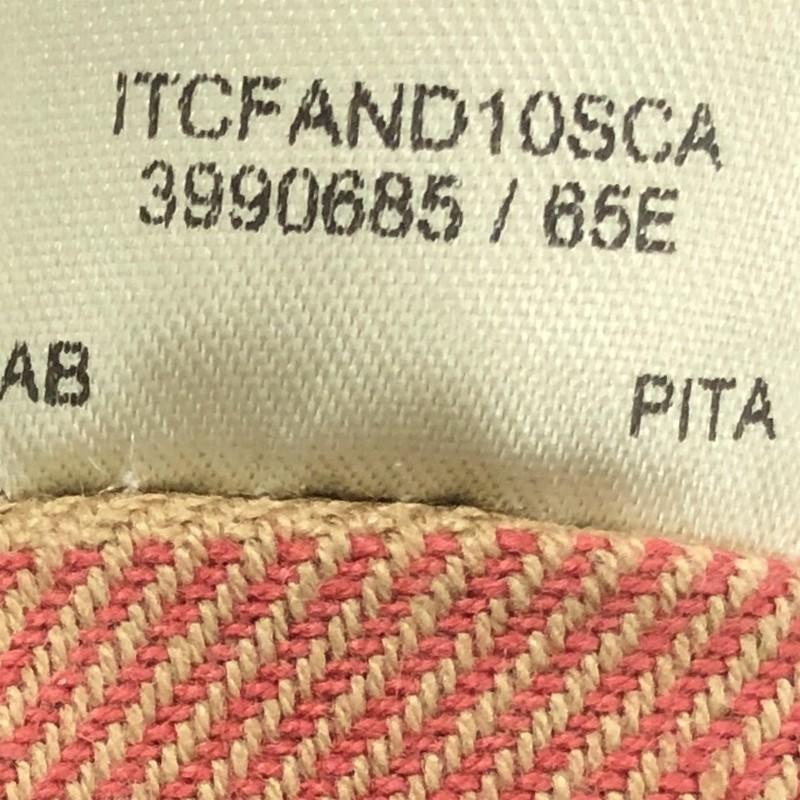 ITCFAND10SCA
3990685 / 65E
AB PITA